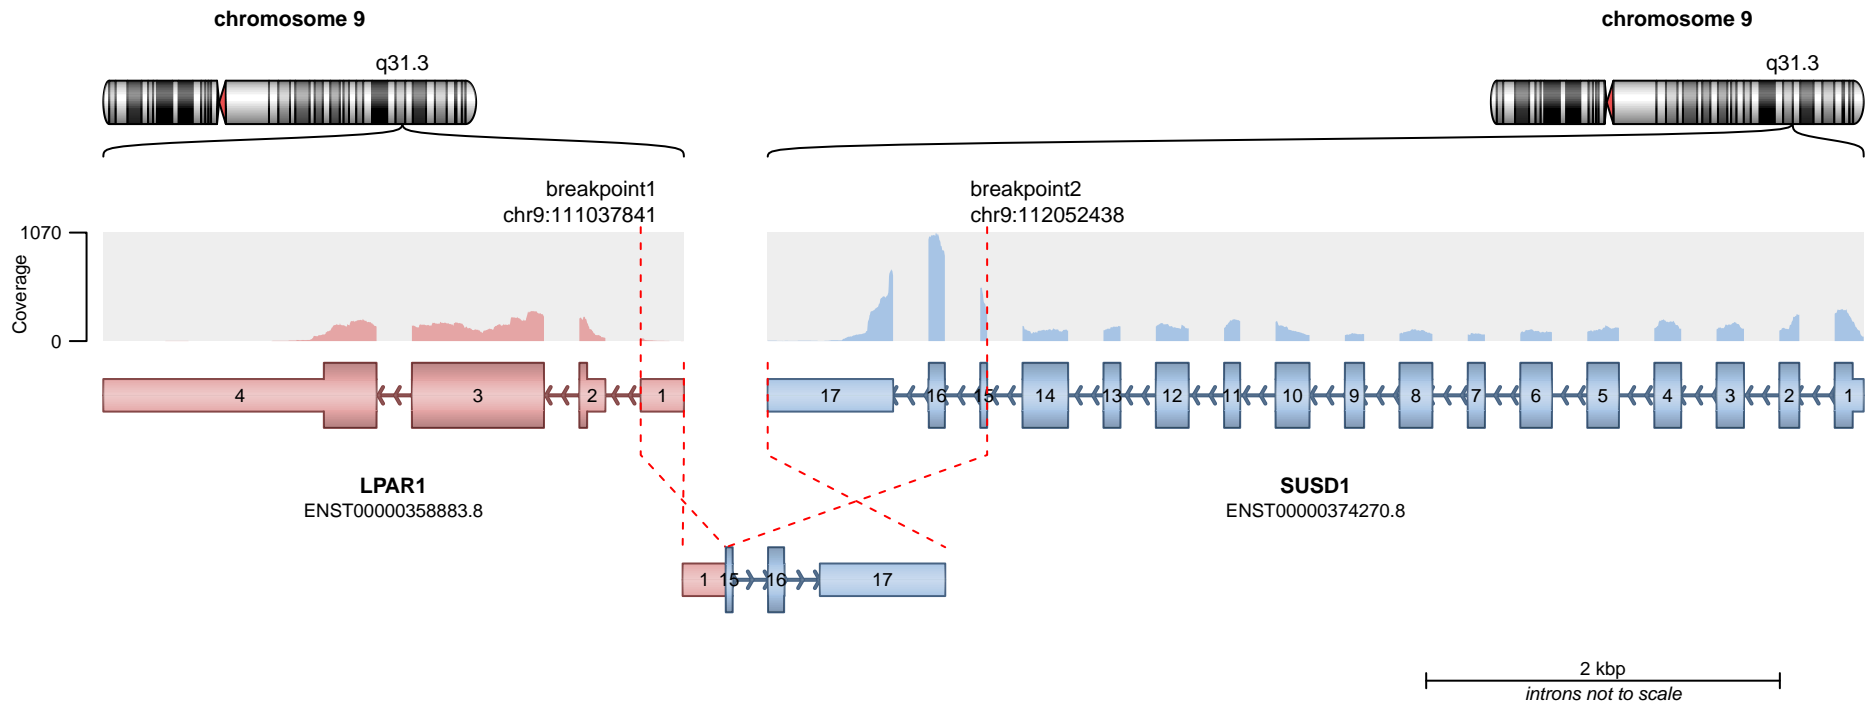 chromosome 9
chromosome 9
q31.3
q31.3
breakpoint1
chr9:111037841
breakpoint2
chr9:112052438
1070
Coverage
0
4 3 2 1
17 16 15 14 13 12 11 10 9 8 7 6 5 4 3 2 1
LPAR1
ENST00000358883.8
SUSD1
ENST00000374270.8
1 15 16 17
2 kbp
introns not to scale